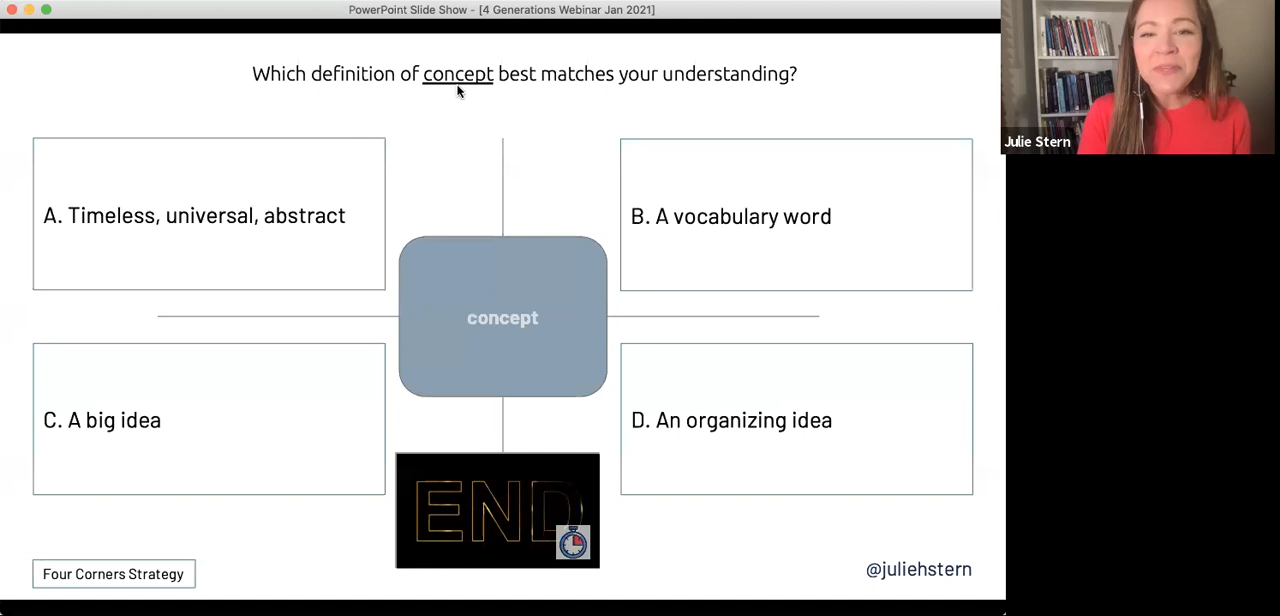 PowerPoint Slide Show - [4 Generations Webinar Jan 2021]
Which definition of concept best matches your understanding?
Julie Stern
A. Timeless, universal, abstract
B. A vocabulary word
concept
C. A big idea
D. An organizing idea
END
Four Corners Strategy
@juliehstern